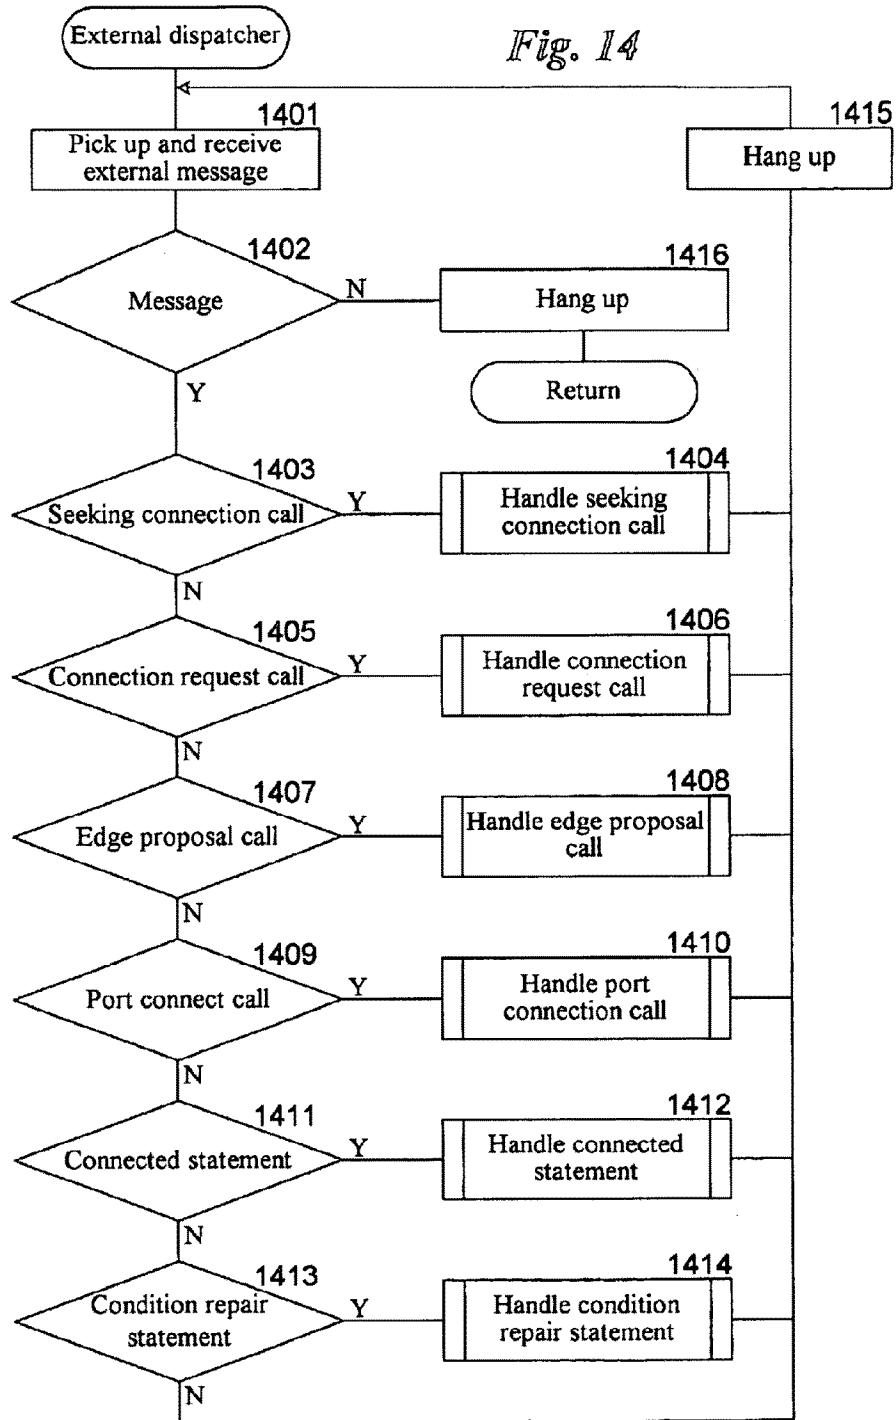 External dispatcher
Fig. 14
1401
Pick up and receive
external message
1415
Hang up
1402
Message
N
1416
Hang up
Y
Return
1403
Seeking connection call
Y
1404
Handle seeking
connection call
N
1405
Connection request call
Y
1406
Handle connection
request call
N
1407
Edge proposal call
Y
1408
Handle edge proposal
call
N
1409
Port connect call
Y
1410
Handle port
connection call
N
1411
Connected statement
Y
1412
Handle connected
statement
N
1413
Condition repair
statement
Y
1414
Handle condition
repair statement
N